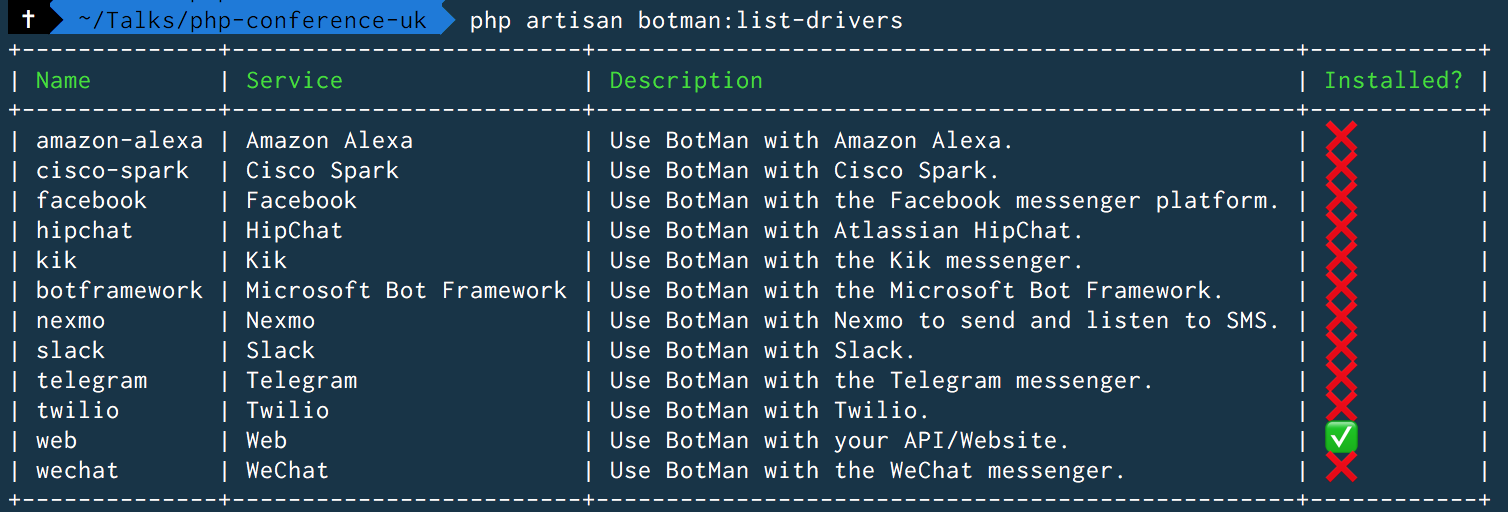 ✝ ~/Talks/php-conference-uk php artisan botman:list-drivers
+--------------+--------------------------+---------------------------------------------------+------------+
| Name         | Service                  | Description                                       | Installed? |
+--------------+--------------------------+---------------------------------------------------+------------+
| amazon-alexa | Amazon Alexa             | Use BotMan with Amazon Alexa.                     | ❌
| cisco-spark  | Cisco Spark              | Use BotMan with Cisco Spark.                      | ❌
| facebook     | Facebook                 | Use BotMan with the Facebook messenger platform.  | ❌
| hipchat      | HipChat                  | Use BotMan with Atlassian HipChat.                | ❌
| kik          | Kik                      | Use BotMan with the Kik messenger.                | ❌
| botframework | Microsoft Bot Framework  | Use BotMan with the Microsoft Bot Framework.      | ❌
| nexmo        | Nexmo                    | Use BotMan with Nexmo to send and listen to SMS.  | ❌
| slack        | Slack                    | Use BotMan with Slack.                            | ❌
| telegram     | Telegram                 | Use BotMan with the Telegram messenger.           | ❌
| twilio       | Twilio                   | Use BotMan with Twilio.                           | ❌
| web          | Web                      | Use BotMan with your API/Website.                 | ✅
| wechat       | WeChat                   | Use BotMan with the WeChat messenger.             | ❌
+--------------+--------------------------+---------------------------------------------------+------------+